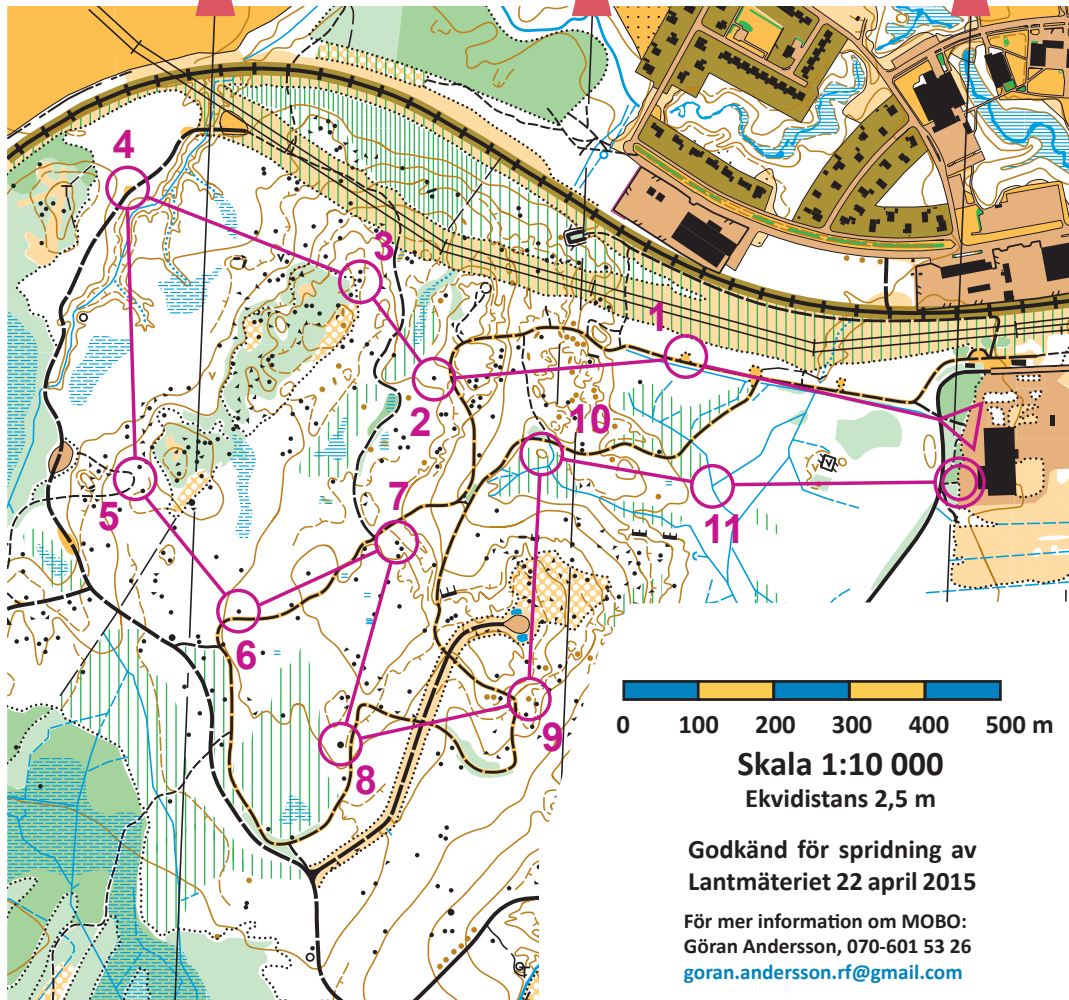 4
3
1
2
10
7
5
11
6
9
8
0 100 200 300 400 500 m
Skala 1:10 000
Ekvidistans 2,5 m
Godkänd för spridning av
Lantmäteriet 22 april 2015
För mer information om MOBO:
Göran Andersson, 070-601 53 26
goran.andersson.rf@gmail.com